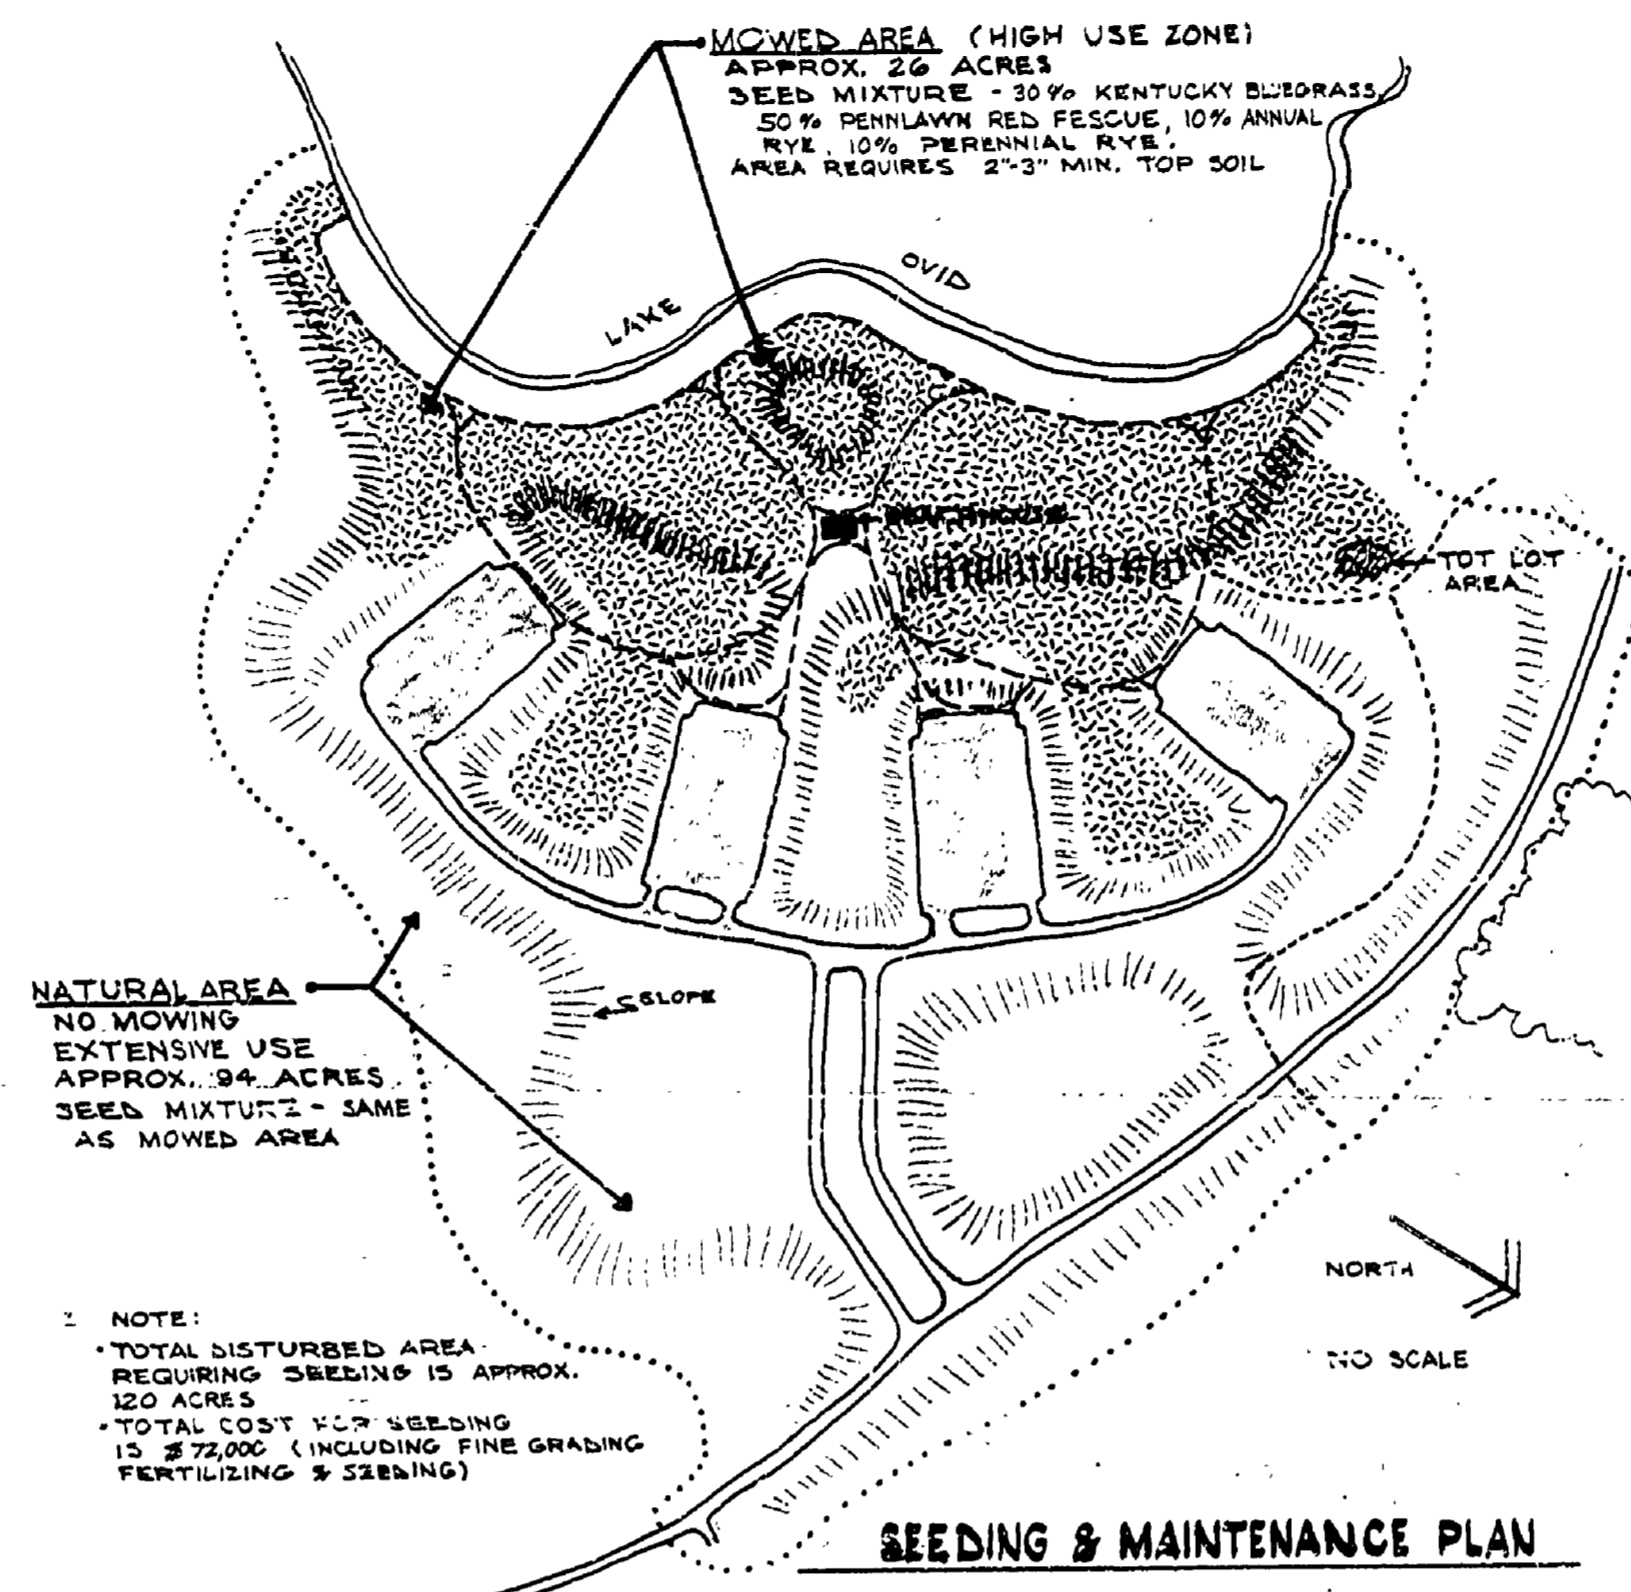 MOWED AREA (HIGH USE ZONE)
APPROX. 26 ACRES
SEED MIXTURE - 30% KENTUCKY BLUEGRASS,
50% PENNLAWN RED FESCUE, 10% ANNUAL
RYE, 10% PERENNIAL RYE.
AREA REQUIRES 2"-3" MIN. TOP SOIL
LAKE OVID
TOT LOT
AREA
NATURAL AREA
NO MOWING
EXTENSIVE USE
APPROX. 94 ACRES
SEED MIXTURE - SAME
AS MOWED AREA
SLOPE
NOTE:
• TOTAL DISTURBED AREA
REQUIRING SEEDING IS APPROX.
120 ACRES
• TOTAL COST FOR SEEDING
IS $72,000 (INCLUDING FINE GRADING
FERTILIZING & SEEDING)
NORTH
NO SCALE
SEEDING & MAINTENANCE PLAN